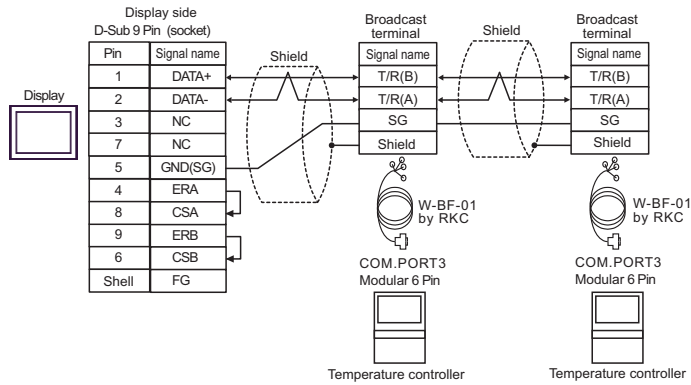 Display side
D-Sub 9 Pin (socket)
Pin Signal name
1 DATA+
2 DATA-
3 NC
7 NC
5 GND(SG)
4 ERA
8 CSA
9 ERB
6 CSB
Shell FG
Display
Shield
Broadcast
terminal
Signal name
T/R(B)
T/R(A)
SG
Shield
W-BF-01
by RKC
COM.PORT3
Modular 6 Pin
Temperature controller
Shield
Broadcast
terminal
Signal name
T/R(B)
T/R(A)
SG
Shield
W-BF-01
by RKC
COM.PORT3
Modular 6 Pin
Temperature controller